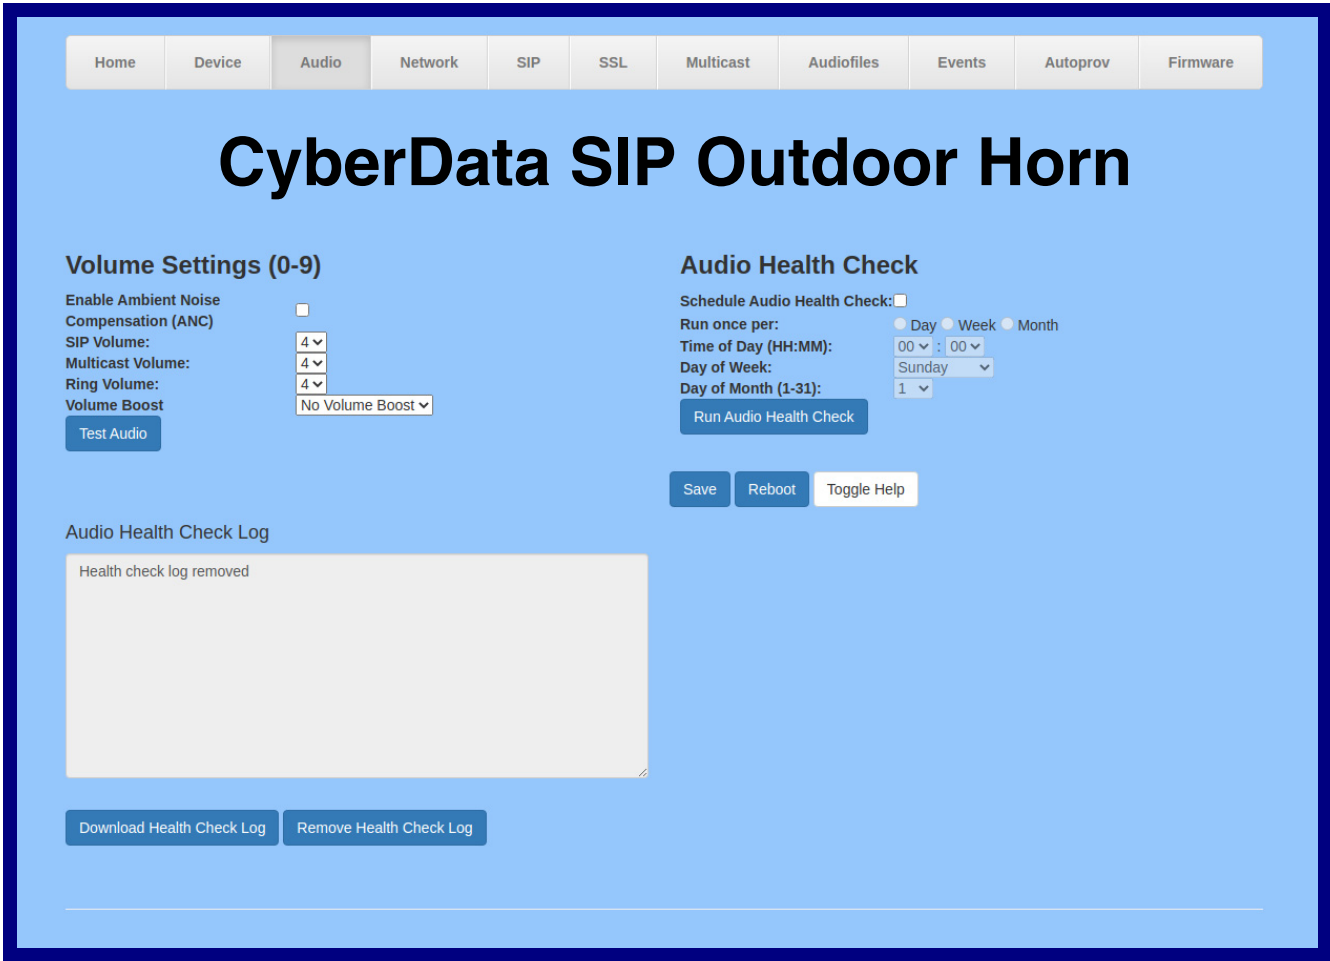 Home Device Audio Network SIP SSL Multicast Audiofiles Events Autoprov Firmware
CyberData SIP Outdoor Horn
Volume Settings (0-9)
Enable Ambient Noise
Compensation (ANC)
SIP Volume: 4
Multicast Volume: 4
Ring Volume: 4
Volume Boost No Volume Boost
Test Audio
Audio Health Check
Schedule Audio Health Check:
Run once per: Day Week Month
Time of Day (HH:MM): 00 : 00
Day of Week: Sunday
Day of Month (1-31): 1
Run Audio Health Check
Save Reboot Toggle Help
Audio Health Check Log
Health check log removed
Download Health Check Log Remove Health Check Log